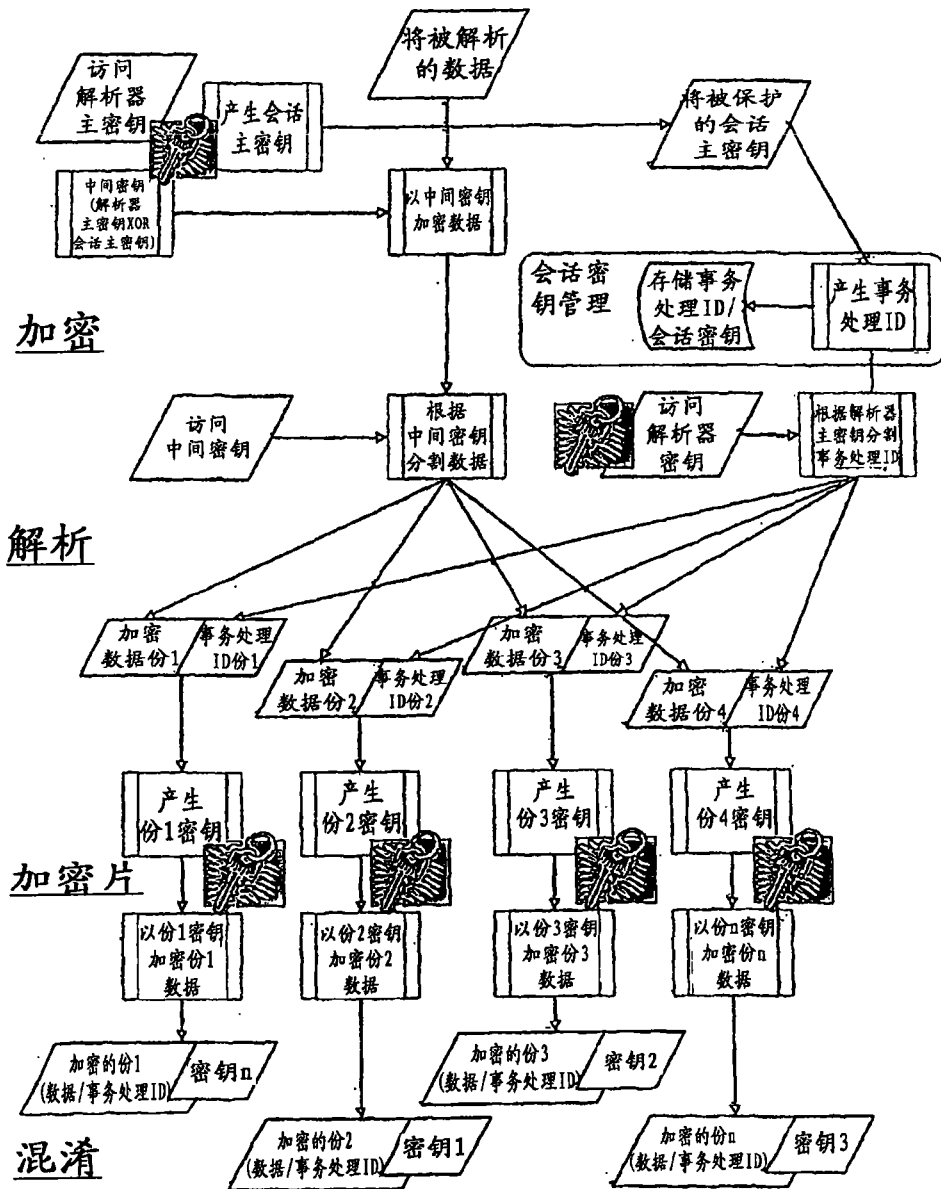 将被解析
的数据
访问
解析器
主密钥
产生会话
主密钥
将被保护
的会话
主密钥
中间密钥
(解析器
主密钥XOR
会话主密钥)
以中间密钥
加密数据
会话密
钥管理
存储事务
处理ID/
会话密钥
产生事务
处理ID
加密
访问
中间密钥
根据
中间密钥
分割数据
访问
解析器
密钥
根据解析器
主密钥分割
事务处理ID
解析
加密
数据份1
事务处理
ID份1
加密
数据份2
事务处理
ID份2
加密
数据份3
事务处理
ID份3
加密
数据份4
事务处理
ID份4
产生
份1密钥
产生
份2密钥
产生
份3密钥
产生
份4密钥
加密片
以份1密钥
加密份1
数据
以份2密钥
加密份2
数据
以份3密钥
加密份3
数据
以份n密钥
加密份n
数据
加密的份1
(数据/事务处理ID)
密钥n
加密的份3
(数据/事务处理ID)
密钥2
加密的份2
(数据/事务处理ID)
密钥1
加密的份n
(数据/事务处理ID)
密钥3
混淆